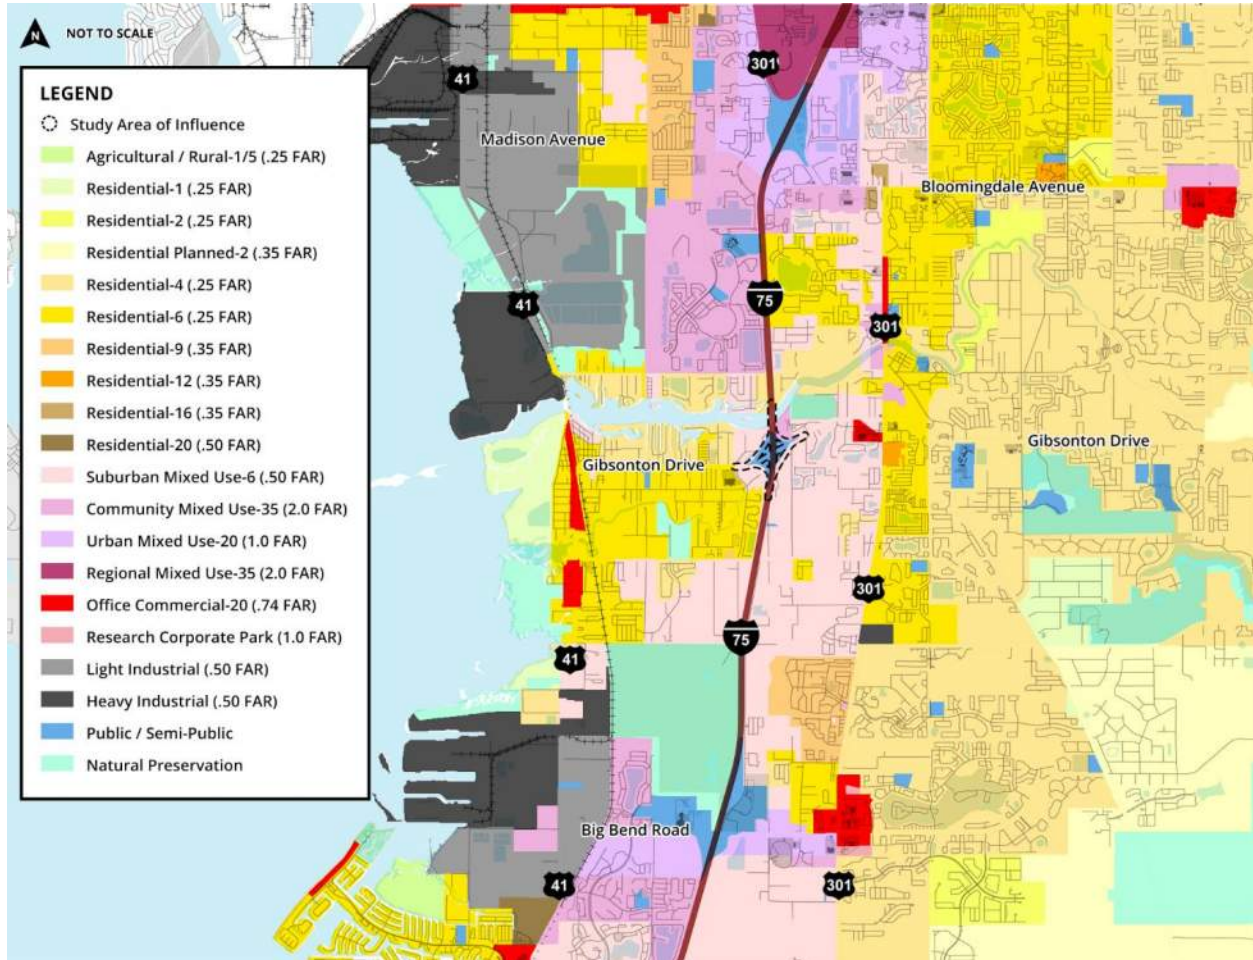 N
NOT TO SCALE
LEGEND
Study Area of Influence
Agricultural / Rural-1/5 (.25 FAR)
Residential-1 (.25 FAR)
Residential-2 (.25 FAR)
Residential Planned-2 (.35 FAR)
Residential-4 (.25 FAR)
Residential-6 (.25 FAR)
Residential-9 (.35 FAR)
Residential-12 (.35 FAR)
Residential-16 (.35 FAR)
Residential-20 (.50 FAR)
Suburban Mixed Use-6 (.50 FAR)
Community Mixed Use-35 (2.0 FAR)
Urban Mixed Use-20 (1.0 FAR)
Regional Mixed Use-35 (2.0 FAR)
Office Commercial-20 (.74 FAR)
Research Corporate Park (1.0 FAR)
Light Industrial (.50 FAR)
Heavy Industrial (.50 FAR)
Public / Semi-Public
Natural Preservation
301
41
Madison Avenue
Bloomingdale Avenue
75
41
301
Gibsonton Drive
Gibsonton Drive
301
75
41
Big Bend Road
41
301